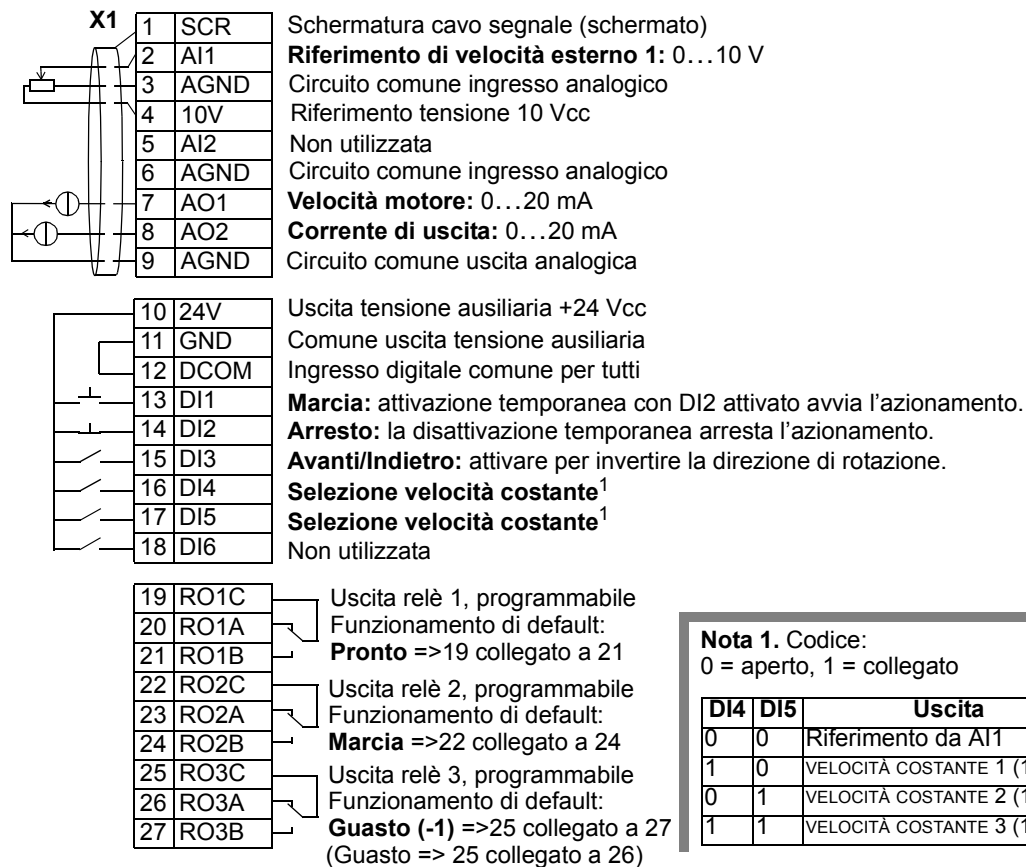 X1
1 SCR Schermatura cavo segnale (schermato)
2 AI1 Riferimento di velocità esterno 1: 0…10 V
3 AGND Circuito comune ingresso analogico
4 10V Riferimento tensione 10 Vcc
5 AI2 Non utilizzata
6 AGND Circuito comune ingresso analogico
7 AO1 Velocità motore: 0…20 mA
8 AO2 Corrente di uscita: 0…20 mA
9 AGND Circuito comune uscita analogica
10 24V Uscita tensione ausiliaria +24 Vcc
11 GND Comune uscita tensione ausiliaria
12 DCOM Ingresso digitale comune per tutti
13 DI1 Marcia: attivazione temporanea con DI2 attivato avvia l'azionamento.
14 DI2 Arresto: la disattivazione temporanea arresta l'azionamento.
15 DI3 Avanti/Indietro: attivare per invertire la direzione di rotazione.
16 DI4 Selezione velocità costante1
17 DI5 Selezione velocità costante1
18 DI6 Non utilizzata
19 RO1C Uscita relè 1, programmabile
20 RO1A Funzionamento di default:
21 RO1B Pronto =>19 collegato a 21
22 RO2C Uscita relè 2, programmabile
23 RO2A Funzionamento di default:
24 RO2B Marcia =>22 collegato a 24
25 RO3C Uscita relè 3, programmabile
26 RO3A Funzionamento di default:
27 RO3B Guasto (-1) =>25 collegato a 27
(Guasto => 25 collegato a 26)
Nota 1. Codice:
0 = aperto, 1 = collegato
DI4 DI5 Uscita
0 0 Riferimento da AI1
1 0 VELOCITÀ COSTANTE 1 (1
0 1 VELOCITÀ COSTANTE 2 (1
1 1 VELOCITÀ COSTANTE 3 (1